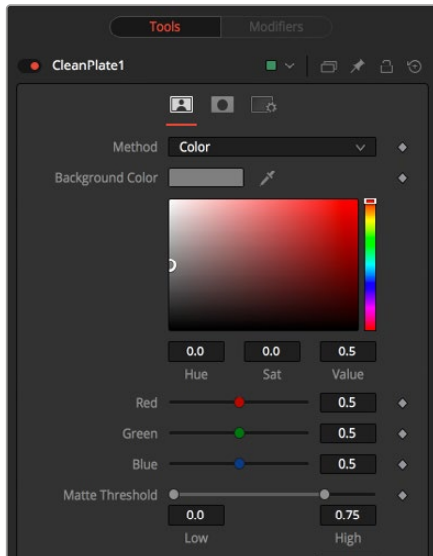 Tools Modifiers
CleanPlate1
Method Color
Background Color
0.0 0.0 0.5
Hue Sat Value
Red 0.5
Green 0.5
Blue 0.5
Matte Threshold
0.0 0.75
Low High